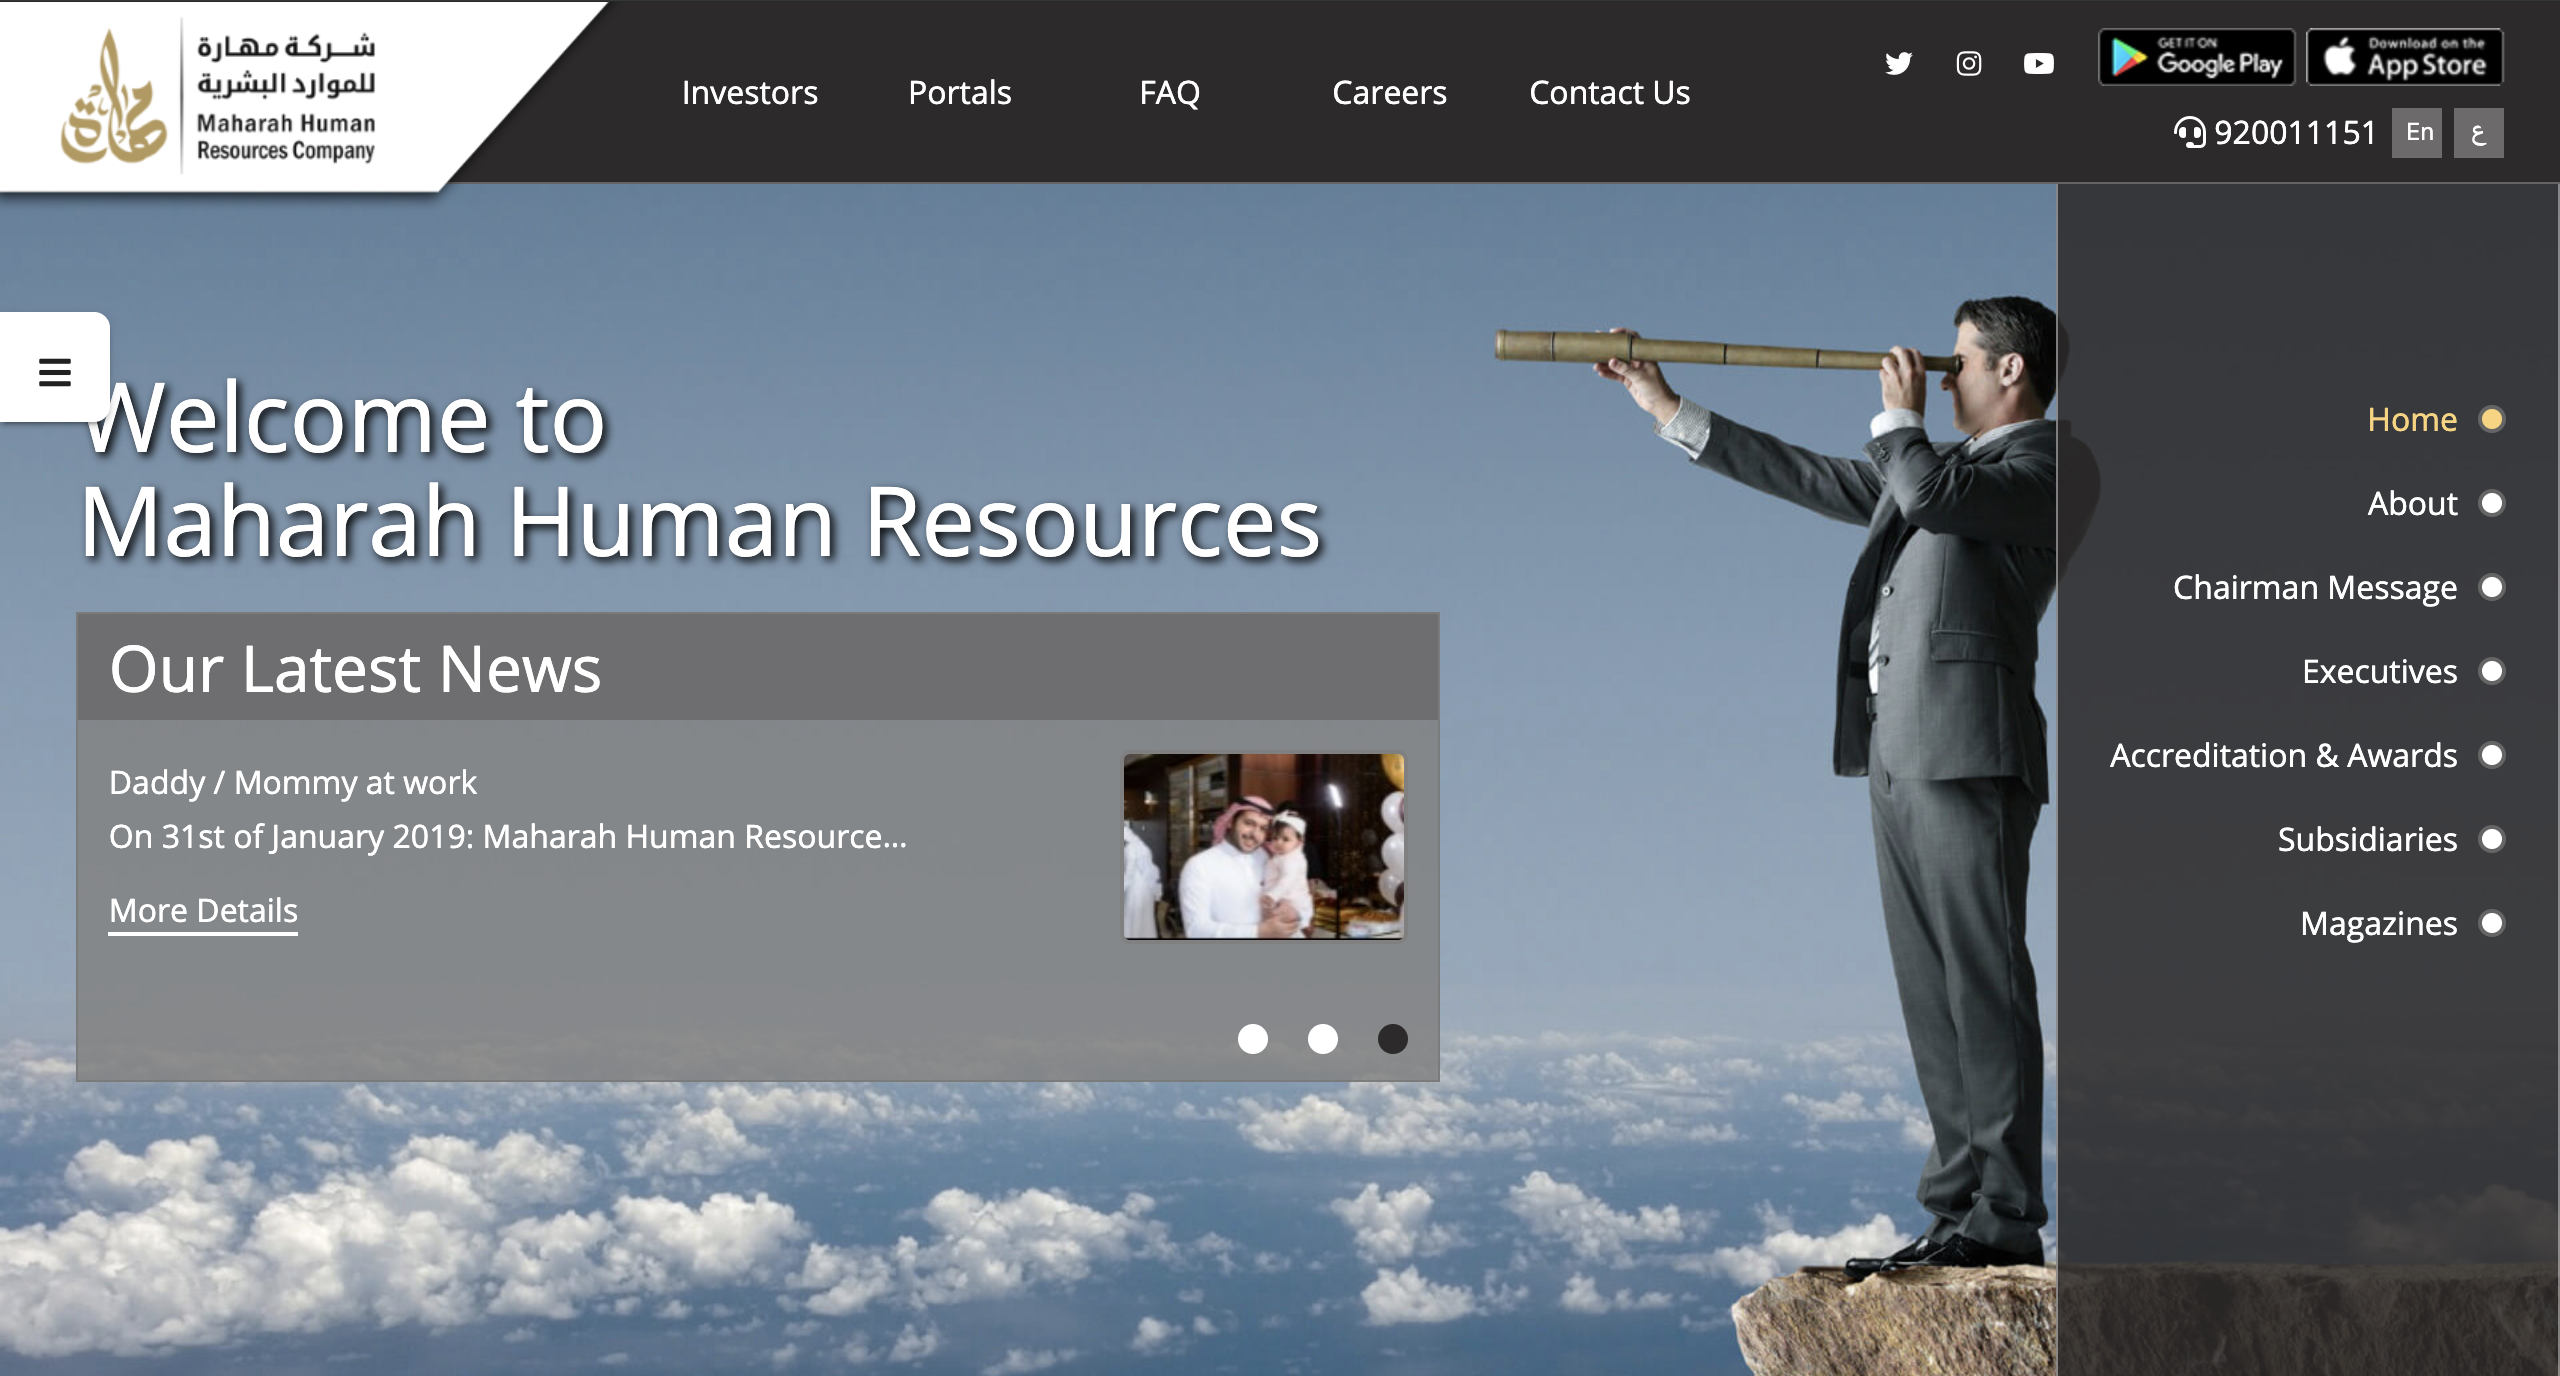 شركة مهارة
للموارد البشرية
Maharah Human
Resources Company
Investors
Portals
FAQ
Careers
Contact Us
GET IT ON
Google Play
Download on the
App Store
920011151
En
ع
Welcome to
Maharah Human Resources
Our Latest News
Daddy / Mommy at work
On 31st of January 2019: Maharah Human Resource...
More Details
Home
About
Chairman Message
Executives
Accreditation & Awards
Subsidiaries
Magazines